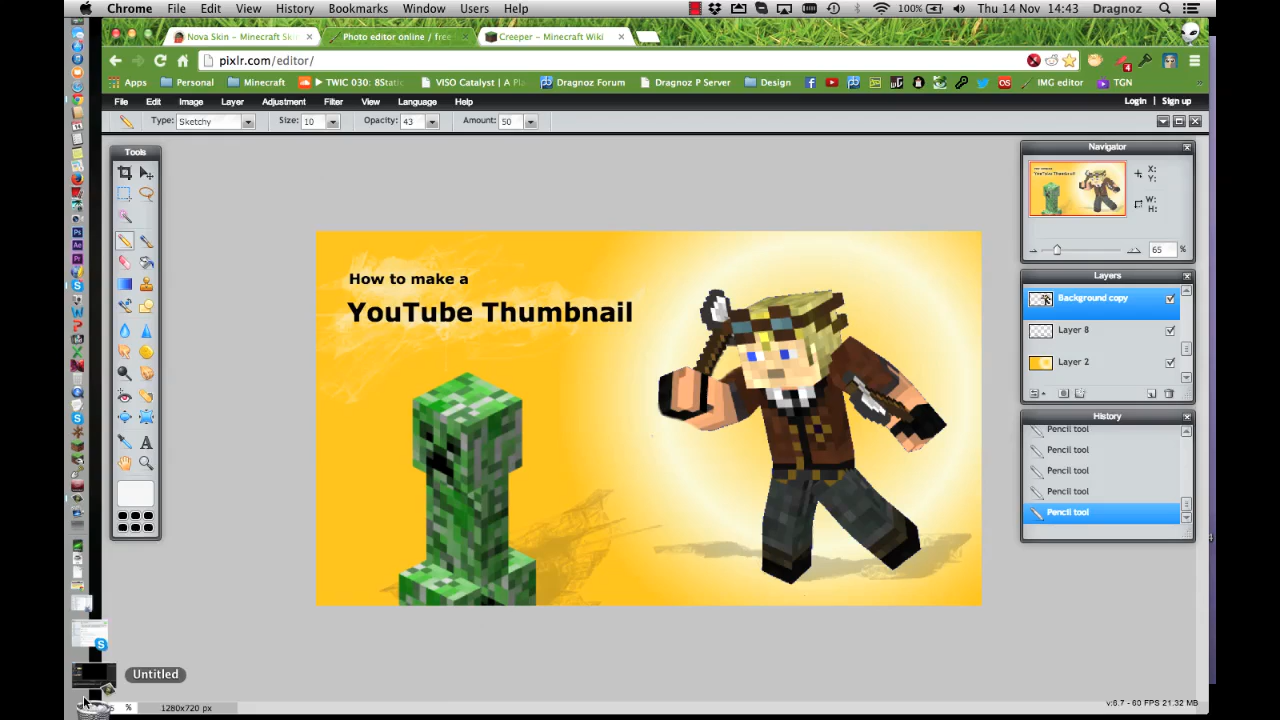 Chrome File Edit View History Bookmarks Window Users Help 100% Thu 14 Nov 14:43 Dragnoz
Nova Skin - Minecraft Ski Photo editor online / free Creeper - Minecraft Wiki
pixlr.com/editor/
Apps Personal Minecraft TWIC 030: 8Stati VISO Catalyst | A P Dragnoz Forum Dragnoz P Server Design IMG editor TGN
File Edit Image Layer Adjustment Filter View Language Help Login Sign up
Type: Sketchy Size: 10 Opacity: 43 Amount: 50
Tools
Navigator
X:
Y:
W:
H:
65 %
Layers
Background copy
Layer 8
Layer 2
History
Pencil tool
Pencil tool
Pencil tool
Pencil tool
Pencil tool
How to make a
YouTube Thumbnail
Untitled
% 1280x720 px
v:6.7 - 60 FPS 21.32 MB